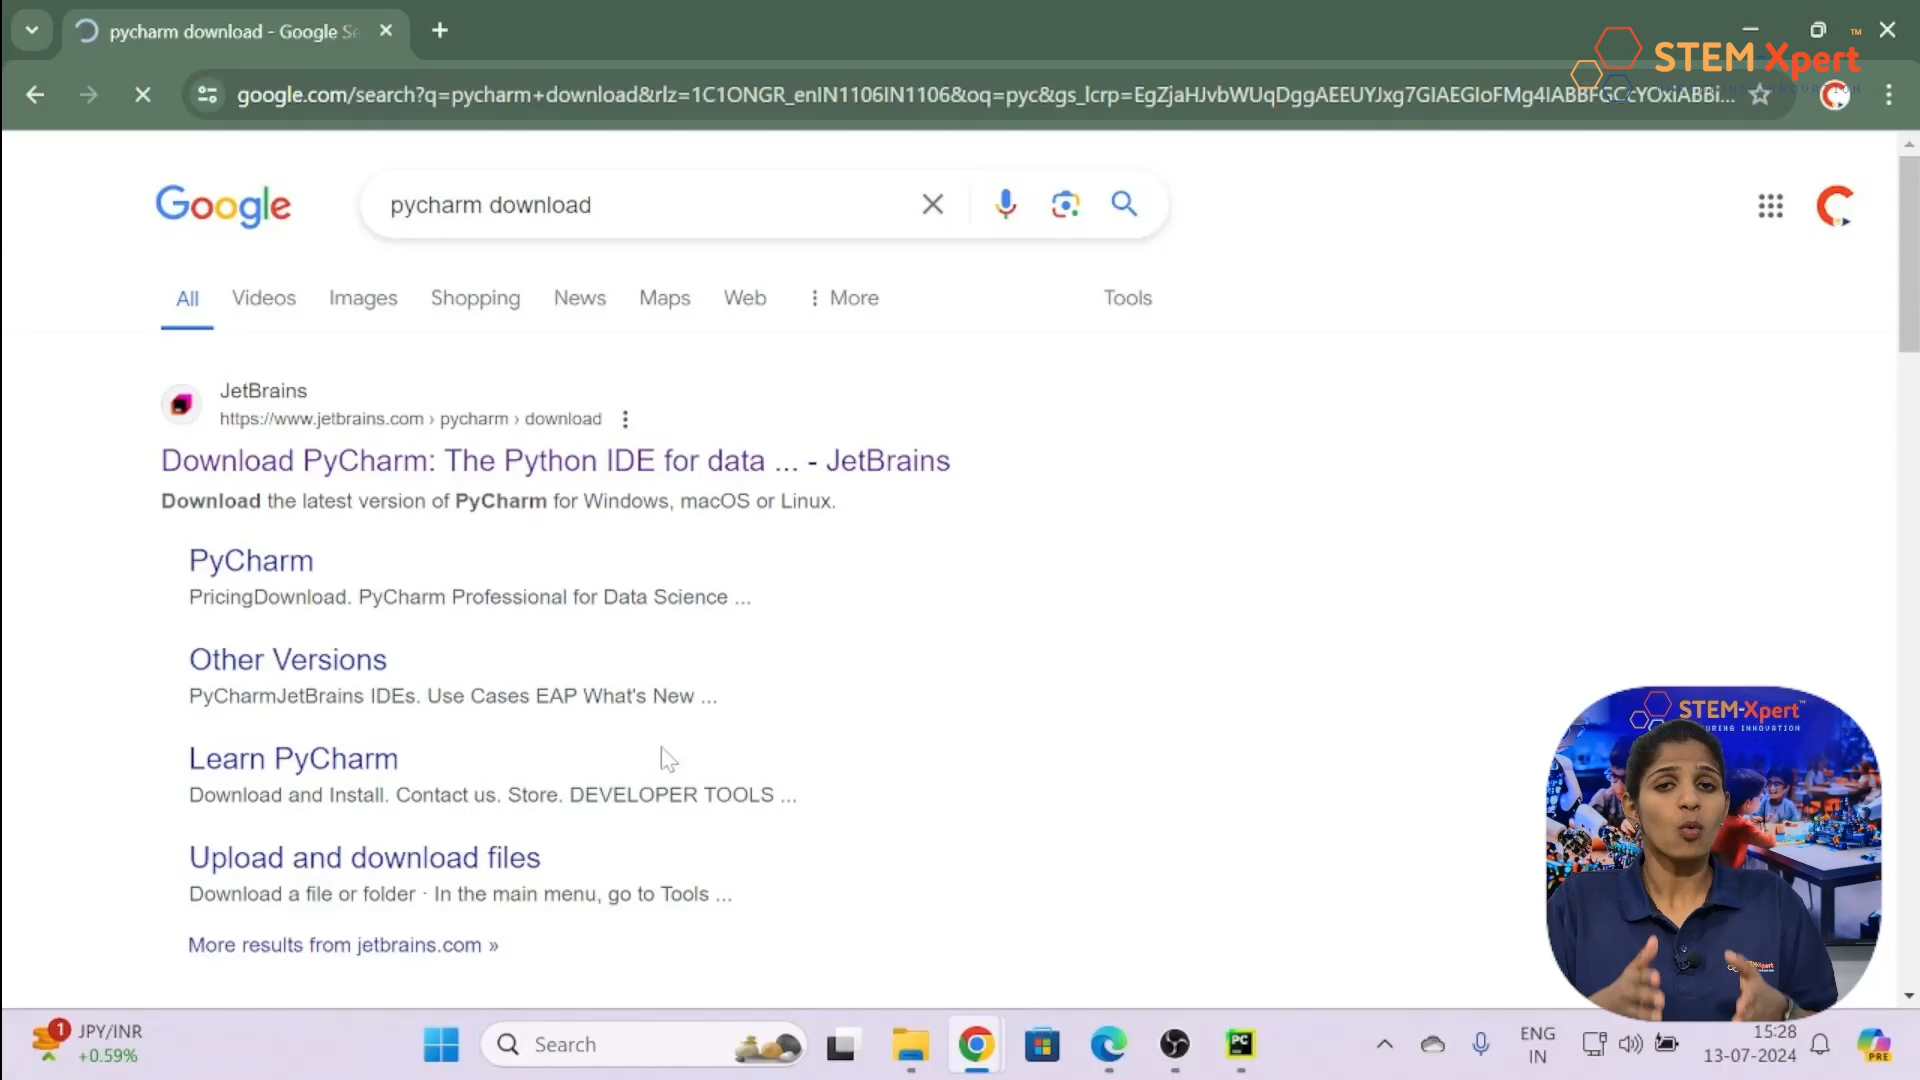 pycharm download - Google Se
STEM Xpert
TM
google.com/search?q=pycharm+download&rlz=1C1ONGR_enIN1106IN1106&oq=pyc&gs_lcrp=
Google
pycharm download
All Videos Images Shopping News Maps Web More Tools
JetBrains
https://www.jetbrains.com › pycharm › download
Download PyCharm: The Python IDE for data ... - JetBrains
Download the latest version of PyCharm for Windows, macOS or Linux.
PyCharm
PricingDownload. PyCharm Professional for Data Science ...
Other Versions
PyCharmJetBrains IDEs. Use Cases EAP What's New ...
Learn PyCharm
Download and Install. Contact us. Store. DEVELOPER TOOLS ...
Upload and download files
Download a file or folder · In the main menu, go to Tools ...
More results from jetbrains.com »
STEM-Xpert
INNOVATION
1
JPY/INR
+0.59%
Search
PC
ENG
IN
15:28
13-07-2024
PRE